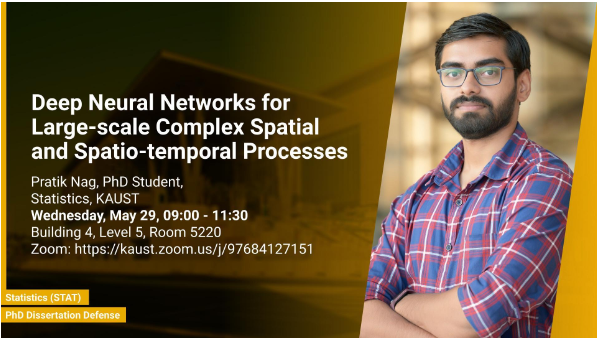 Deep Neural Networks for
Large-scale Complex Spatial
and Spatio-temporal Processes
Pratik Nag, PhD Student,
Statistics, KAUST
Wednesday, May 29, 09:00 - 11:30
Building 4, Level 5, Room 5220
Zoom: https://kaust.zoom.us/j/97684127151
Statistics (STAT)
PhD Dissertation Defense